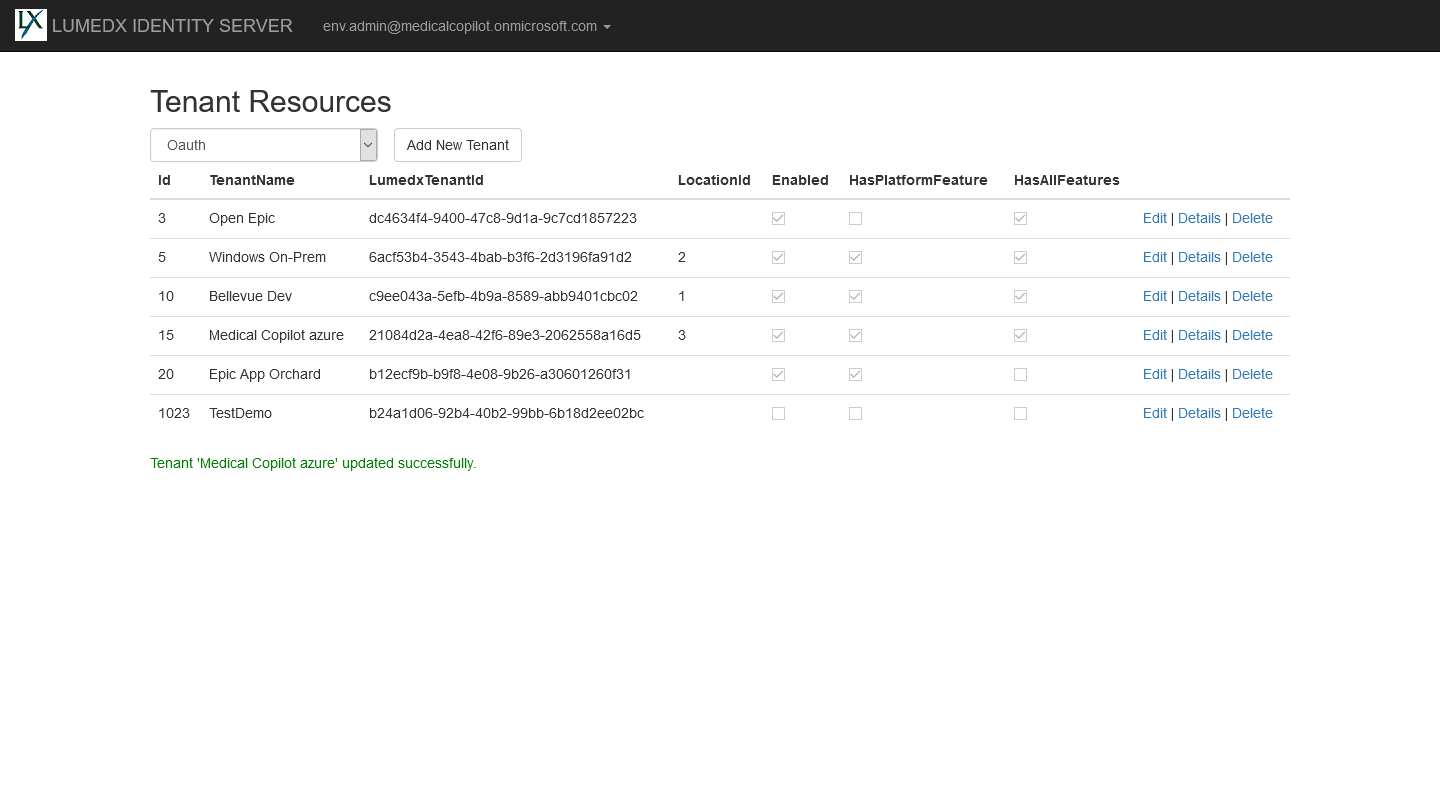 LX LUMEDX IDENTITY SERVER env.admin@medicalcopilot.onmicrosoft.com
Tenant Resources
Oauth Add New Tenant
Id TenantName LumedxTenantId LocationId Enabled HasPlatformFeature HasAllFeatures
3 Open Epic dc4634f4-9400-47c8-9d1a-9c7cd1857223 Edit | Details | Delete
5 Windows On-Prem 6acf53b4-3543-4bab-b3f6-2d3196fa91d2 2 Edit | Details | Delete
10 Bellevue Dev c9ee043a-5efb-4b9a-8589-abb9401cbc02 1 Edit | Details | Delete
15 Medical Copilot azure 21084d2a-4ea8-42f6-89e3-2062558a16d5 3 Edit | Details | Delete
20 Epic App Orchard b12ecf9b-b9f8-4e08-9b26-a30601260f31 Edit | Details | Delete
1023 TestDemo b24a1d06-92b4-40b2-99bb-6b18d2ee02bc Edit | Details | Delete
Tenant 'Medical Copilot azure' updated successfully.